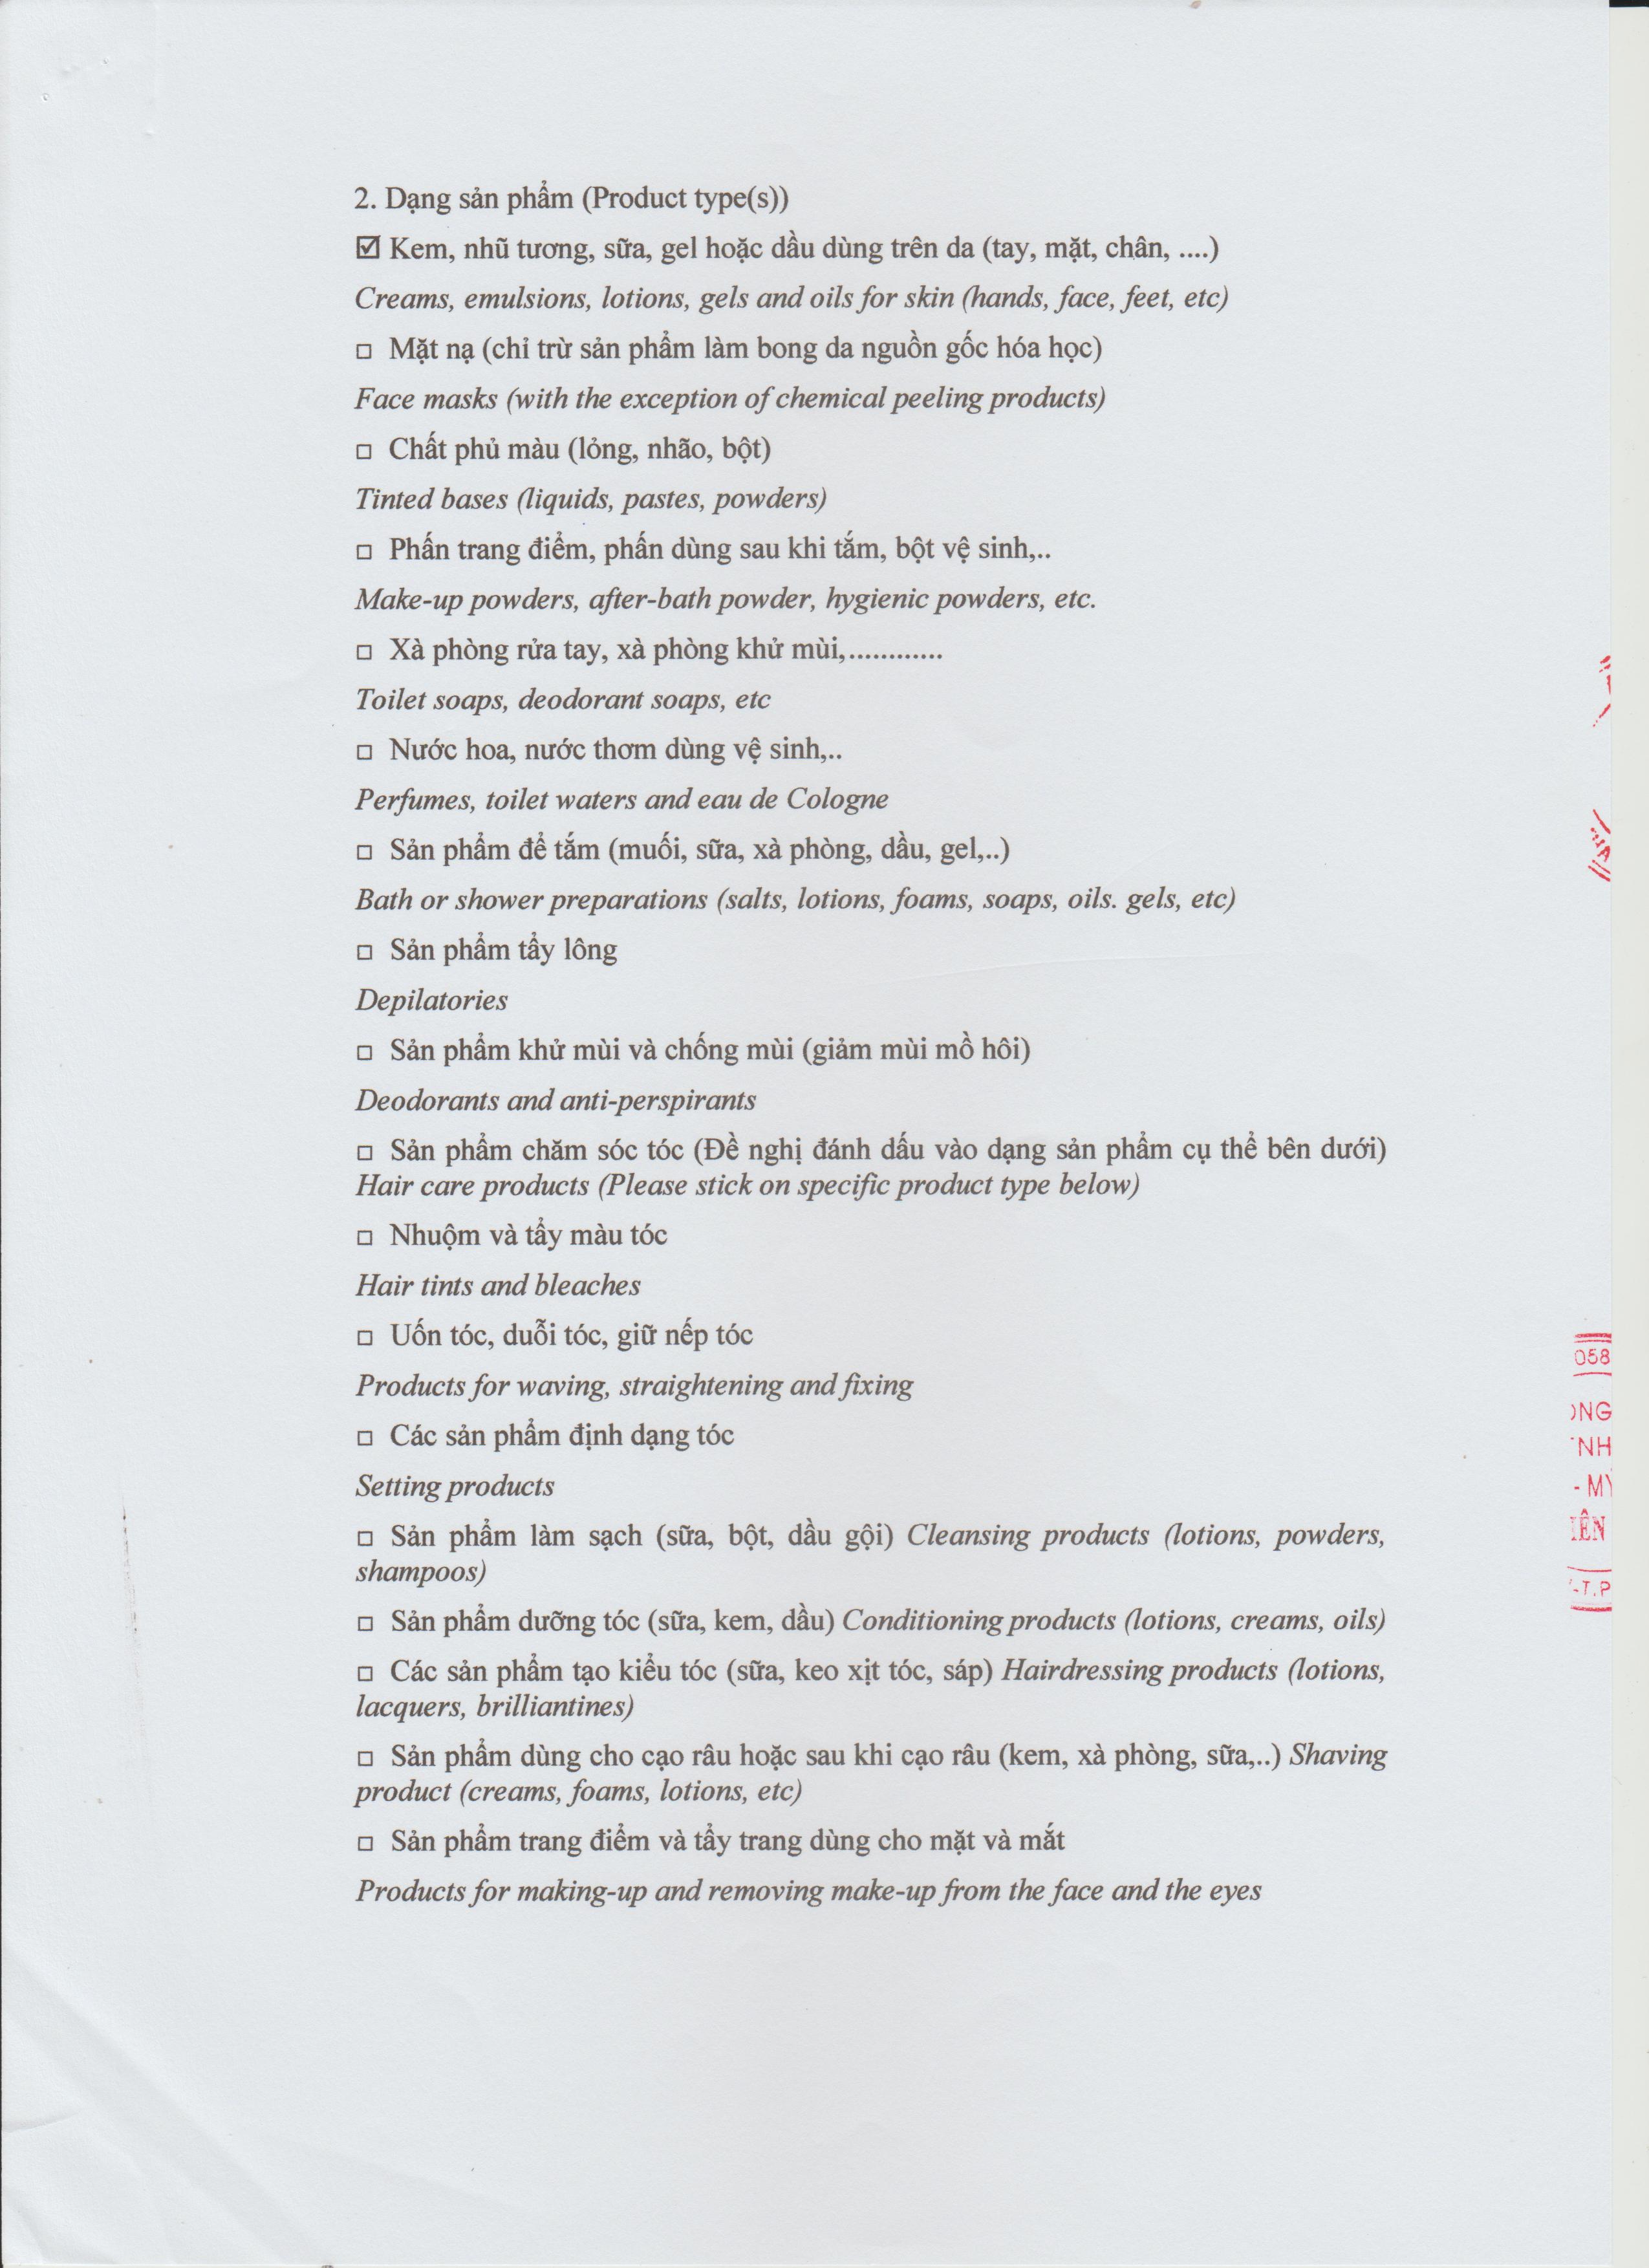 2. Dạng sản phẩm (Product type(s))
☑ Kem, nhũ tương, sữa, gel hoặc dầu dùng trên da (tay, mặt, chân, ....)
Creams, emulsions, lotions, gels and oils for skin (hands, face, feet, etc)
□ Mặt nạ (chỉ trừ sản phẩm làm bong da nguồn gốc hóa học)
Face masks (with the exception of chemical peeling products)
□ Chất phủ màu (lỏng, nhão, bột)
Tinted bases (liquids, pastes, powders)
□ Phấn trang điểm, phấn dùng sau khi tắm, bột vệ sinh,..
Make-up powders, after-bath powder, hygienic powders, etc.
□ Xà phòng rửa tay, xà phòng khử mùi,............
Toilet soaps, deodorant soaps, etc
□ Nước hoa, nước thơm dùng vệ sinh,..
Perfumes, toilet waters and eau de Cologne
□ Sản phẩm để tắm (muối, sữa, xà phòng, dầu, gel,..)
Bath or shower preparations (salts, lotions, foams, soaps, oils. gels, etc)
□ Sản phẩm tẩy lông
Depilatories
□ Sản phẩm khử mùi và chống mùi (giảm mùi mồ hôi)
Deodorants and anti-perspirants
□ Sản phẩm chăm sóc tóc (Đề nghị đánh dấu vào dạng sản phẩm cụ thể bên dưới)
Hair care products (Please stick on specific product type below)
□ Nhuộm và tẩy màu tóc
Hair tints and bleaches
□ Uốn tóc, duỗi tóc, giữ nếp tóc
Products for waving, straightening and fixing
□ Các sản phẩm định dạng tóc
Setting products
□ Sản phẩm làm sạch (sữa, bột, dầu gội) Cleansing products (lotions, powders,
shampoos)
□ Sản phẩm dưỡng tóc (sữa, kem, dầu) Conditioning products (lotions, creams, oils)
□ Các sản phẩm tạo kiểu tóc (sữa, keo xịt tóc, sáp) Hairdressing products (lotions,
lacquers, brilliantines)
□ Sản phẩm dùng cho cạo râu hoặc sau khi cạo râu (kem, xà phòng, sữa,..) Shaving
product (creams, foams, lotions, etc)
□ Sản phẩm trang điểm và tẩy trang dùng cho mặt và mắt
Products for making-up and removing make-up from the face and the eyes
058
NG
NH
- MỸ
IÊN
-T.P